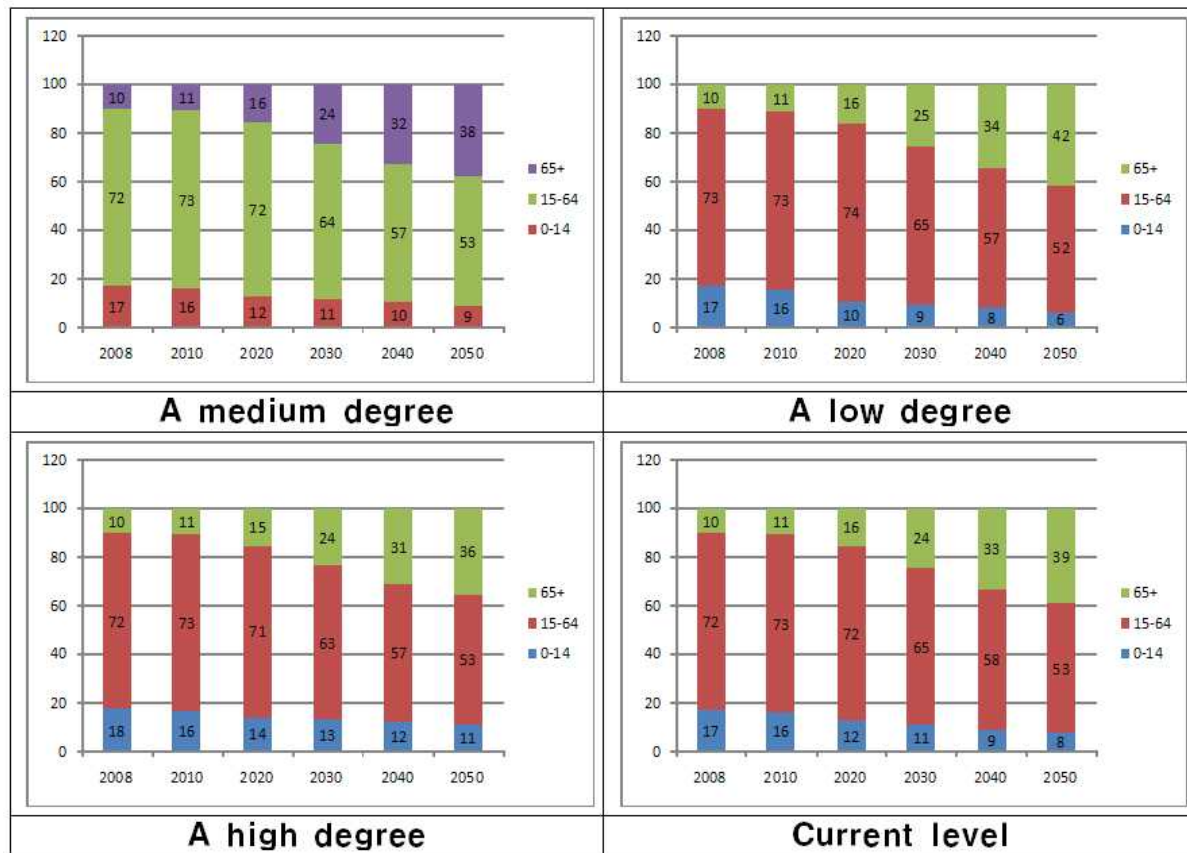 120
100
80
60
40
20
0
10 11 16 24 32 38
72 73 72 64 57 53
17 16 12 11 10 9
2008 2010 2020 2030 2040 2050
65+
15-64
0-14
A medium degree
120
100
80
60
40
20
0
10 11 16 25 34 42
73 73 74 65 57 52
17 16 10 9 8 6
2008 2010 2020 2030 2040 2050
65+
15-64
0-14
A low degree
120
100
80
60
40
20
0
10 11 15 24 31 36
72 73 71 63 57 53
18 16 14 13 12 11
2008 2010 2020 2030 2040 2050
65+
15-64
0-14
A high degree
120
100
80
60
40
20
0
10 11 16 24 33 39
72 73 72 65 58 53
17 16 12 11 9 8
2008 2010 2020 2030 2040 2050
65+
15-64
0-14
Current level